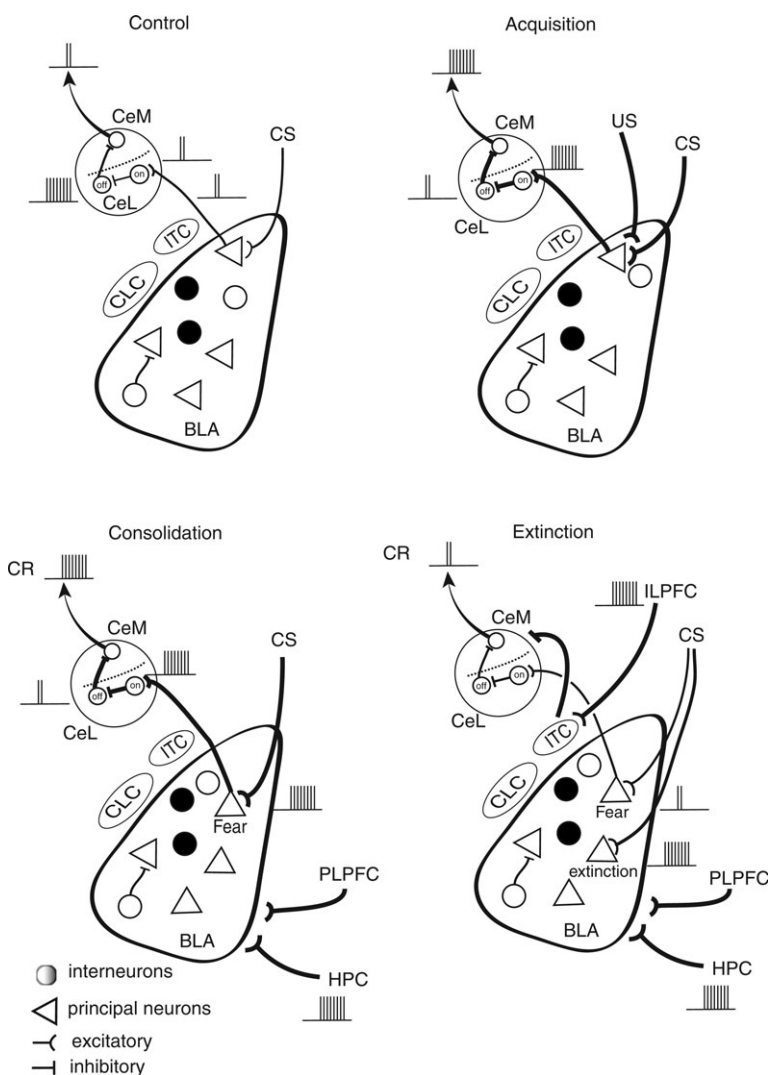 Control
CeM
CS
off
on
CeL
ITC
CLC
BLA
Acquisition
CeM
US
CS
off
on
CeL
ITC
CLC
BLA
Consolidation
CR
CeM
CS
off
on
CeL
ITC
CLC
Fear
PLPFC
BLA
HPC
Extinction
CR
ILPFC
CeM
CS
off
on
CeL
ITC
CLC
Fear
extinction
PLPFC
BLA
HPC
interneurons
principal neurons
excitatory
inhibitory